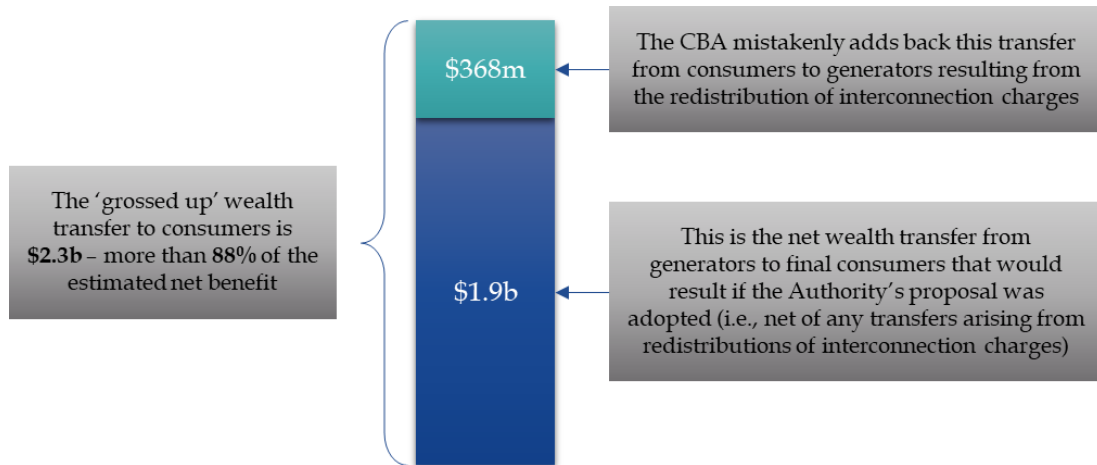 $368m
The CBA mistakenly adds back this transfer
from consumers to generators resulting from
the redistribution of interconnection charges
The ‘grossed up’ wealth
transfer to consumers is
$2.3b – more than 88% of the
estimated net benefit
$1.9b
This is the net wealth transfer from
generators to final consumers that would
result if the Authority’s proposal was
adopted (i.e., net of any transfers arising from
redistributions of interconnection charges)